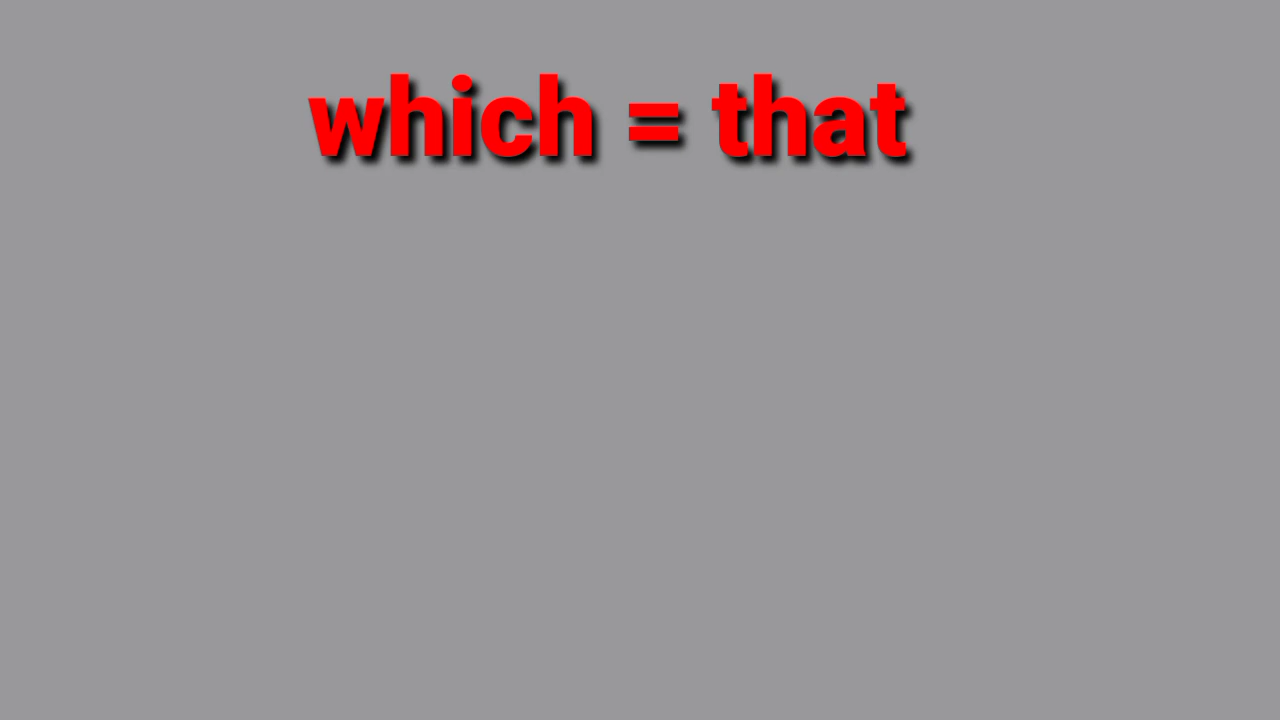 which = that